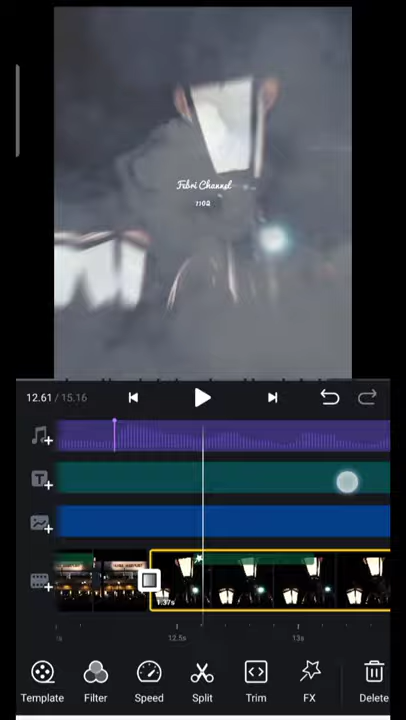 Febri Channel
12.61 / 15.16
T
1.37s
12.5s
13s
Template
Filter
Speed
Split
Trim
FX
Delete